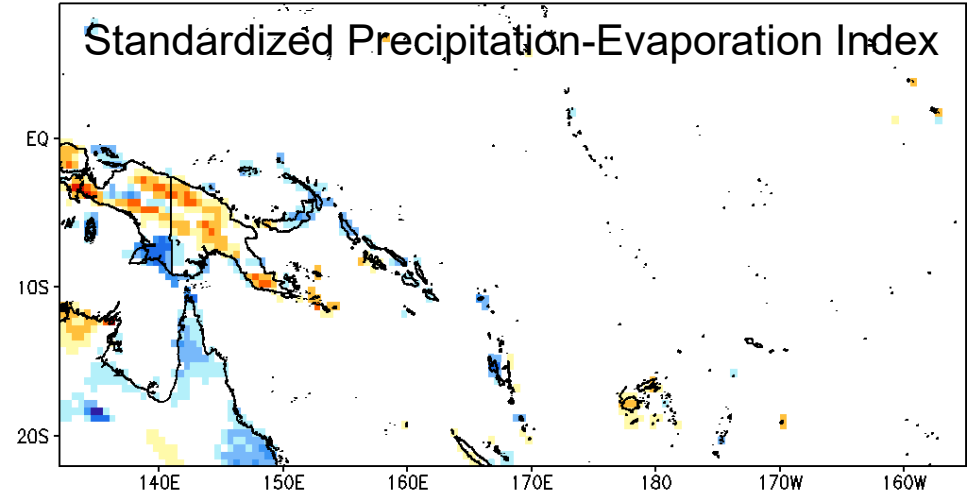 Standardized Precipitation-Evaporation Index
EQ
10S
20S
140E 150E 160E 170E 180 170W 160W